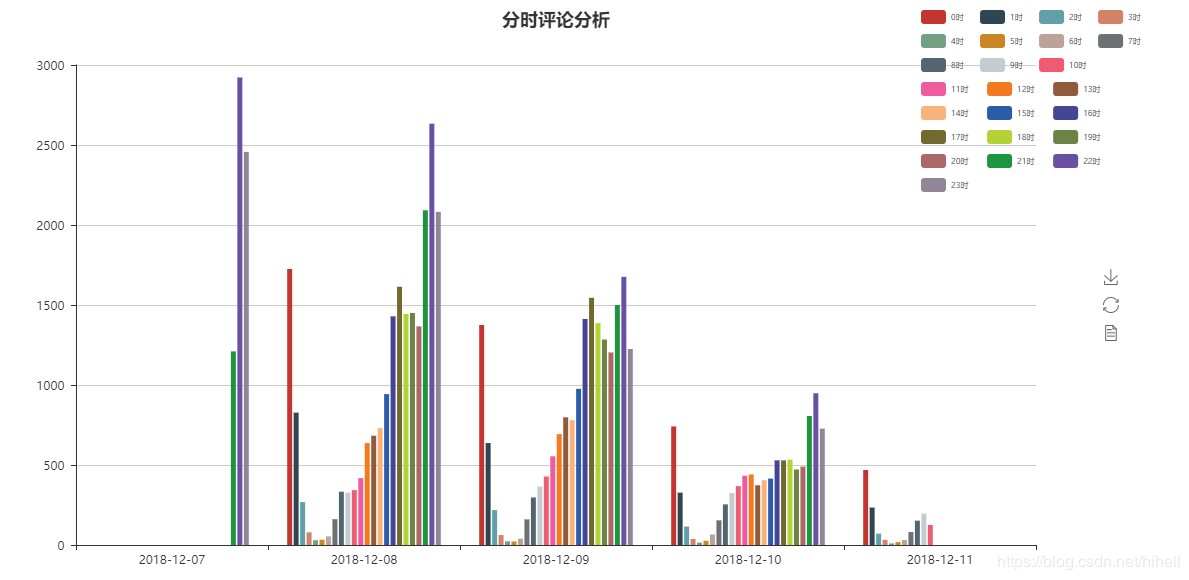 分时评论分析
0时 1时 2时 3时
4时 5时 6时 7时
8时 9时 10时
11时 12时 13时
14时 15时 16时
17时 18时 19时
20时 21时 22时
23时
3000
2500
2000
1500
1000
500
0
2018-12-07 2018-12-08 2018-12-09 2018-12-10 2018-12-11
https://blog.csdn.net/hihell